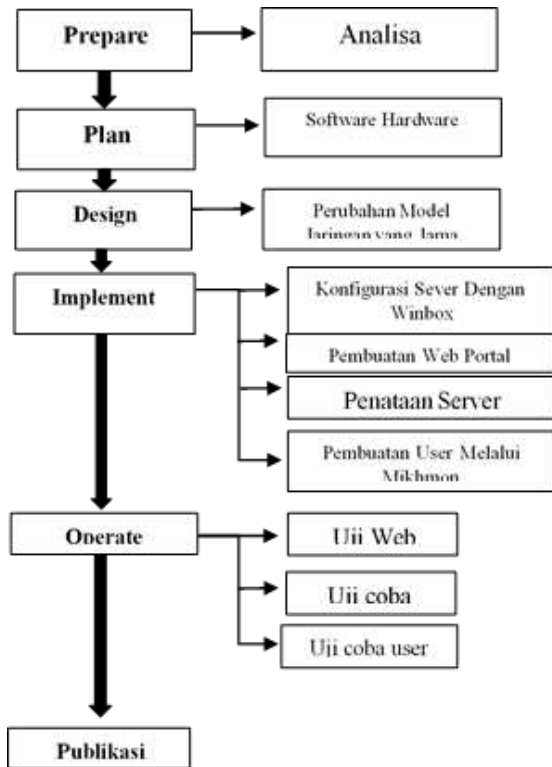 Prepare
Analisa
Plan
Software Hardware
Design
Perubahan Model
Jaringan yang lama
Implement
Konfigurasi Sever Dengan
Winbox
Pembuatan Web Portal
Penataan Server
Pembuatan User Melalui
Mikhmon
Operate
Uji Web
Uji coba
Uji coba user
Publikasi